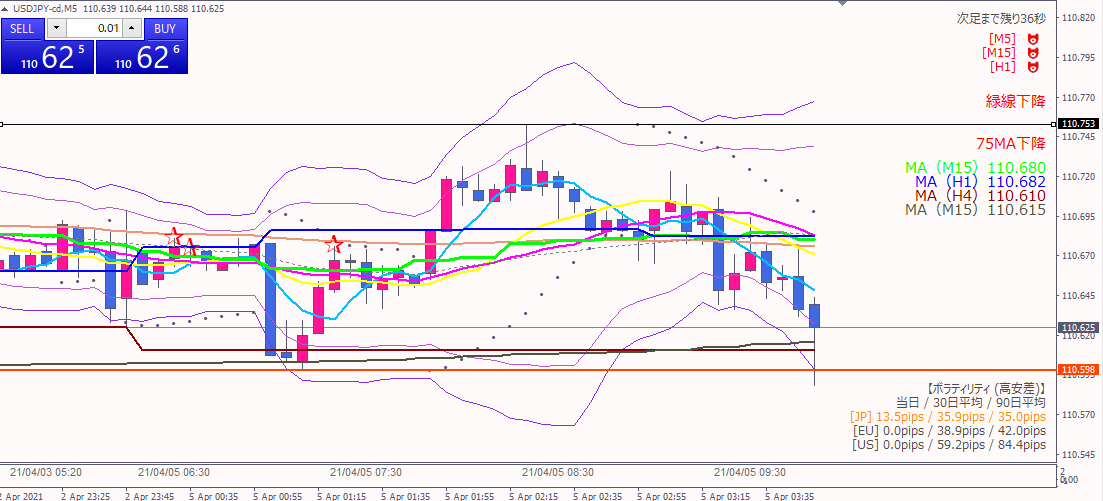 USDJPY-cd,M5 110.639 110.644 110.588 110.625
SELL 0.01 BUY
110 62 5 110 62 6
次足まで残り36秒
[M5]
[M15]
[H1]
緑線下降
75MA下降
MA（M15）110.680
MA（H1）110.682
MA（H4）110.610
MA（M15）110.615
【ボラティリティ (高安差)】
当日 / 30日平均 / 90日平均
[JP] 13.5pips / 35.9pips / 35.0pips
[EU] 0.0pips / 38.9pips / 42.0pips
[US] 0.0pips / 59.2pips / 84.4pips
110.820
110.795
110.770
110.753
110.745
110.720
110.695
110.670
110.645
110.625
110.620
110.598
110.570
110.545
21/04/03 05:20 21/04/05 06:30 21/04/05 07:30 21/04/05 08:30 21/04/05 09:30
2 Apr 2021 2 Apr 23:25 2 Apr 23:45 5 Apr 00:35 5 Apr 00:55 5 Apr 01:15 5 Apr 01:35 5 Apr 01:55 5 Apr 02:15 5 Apr 02:35 5 Apr 02:55 5 Apr 03:15 5 Apr 03:35